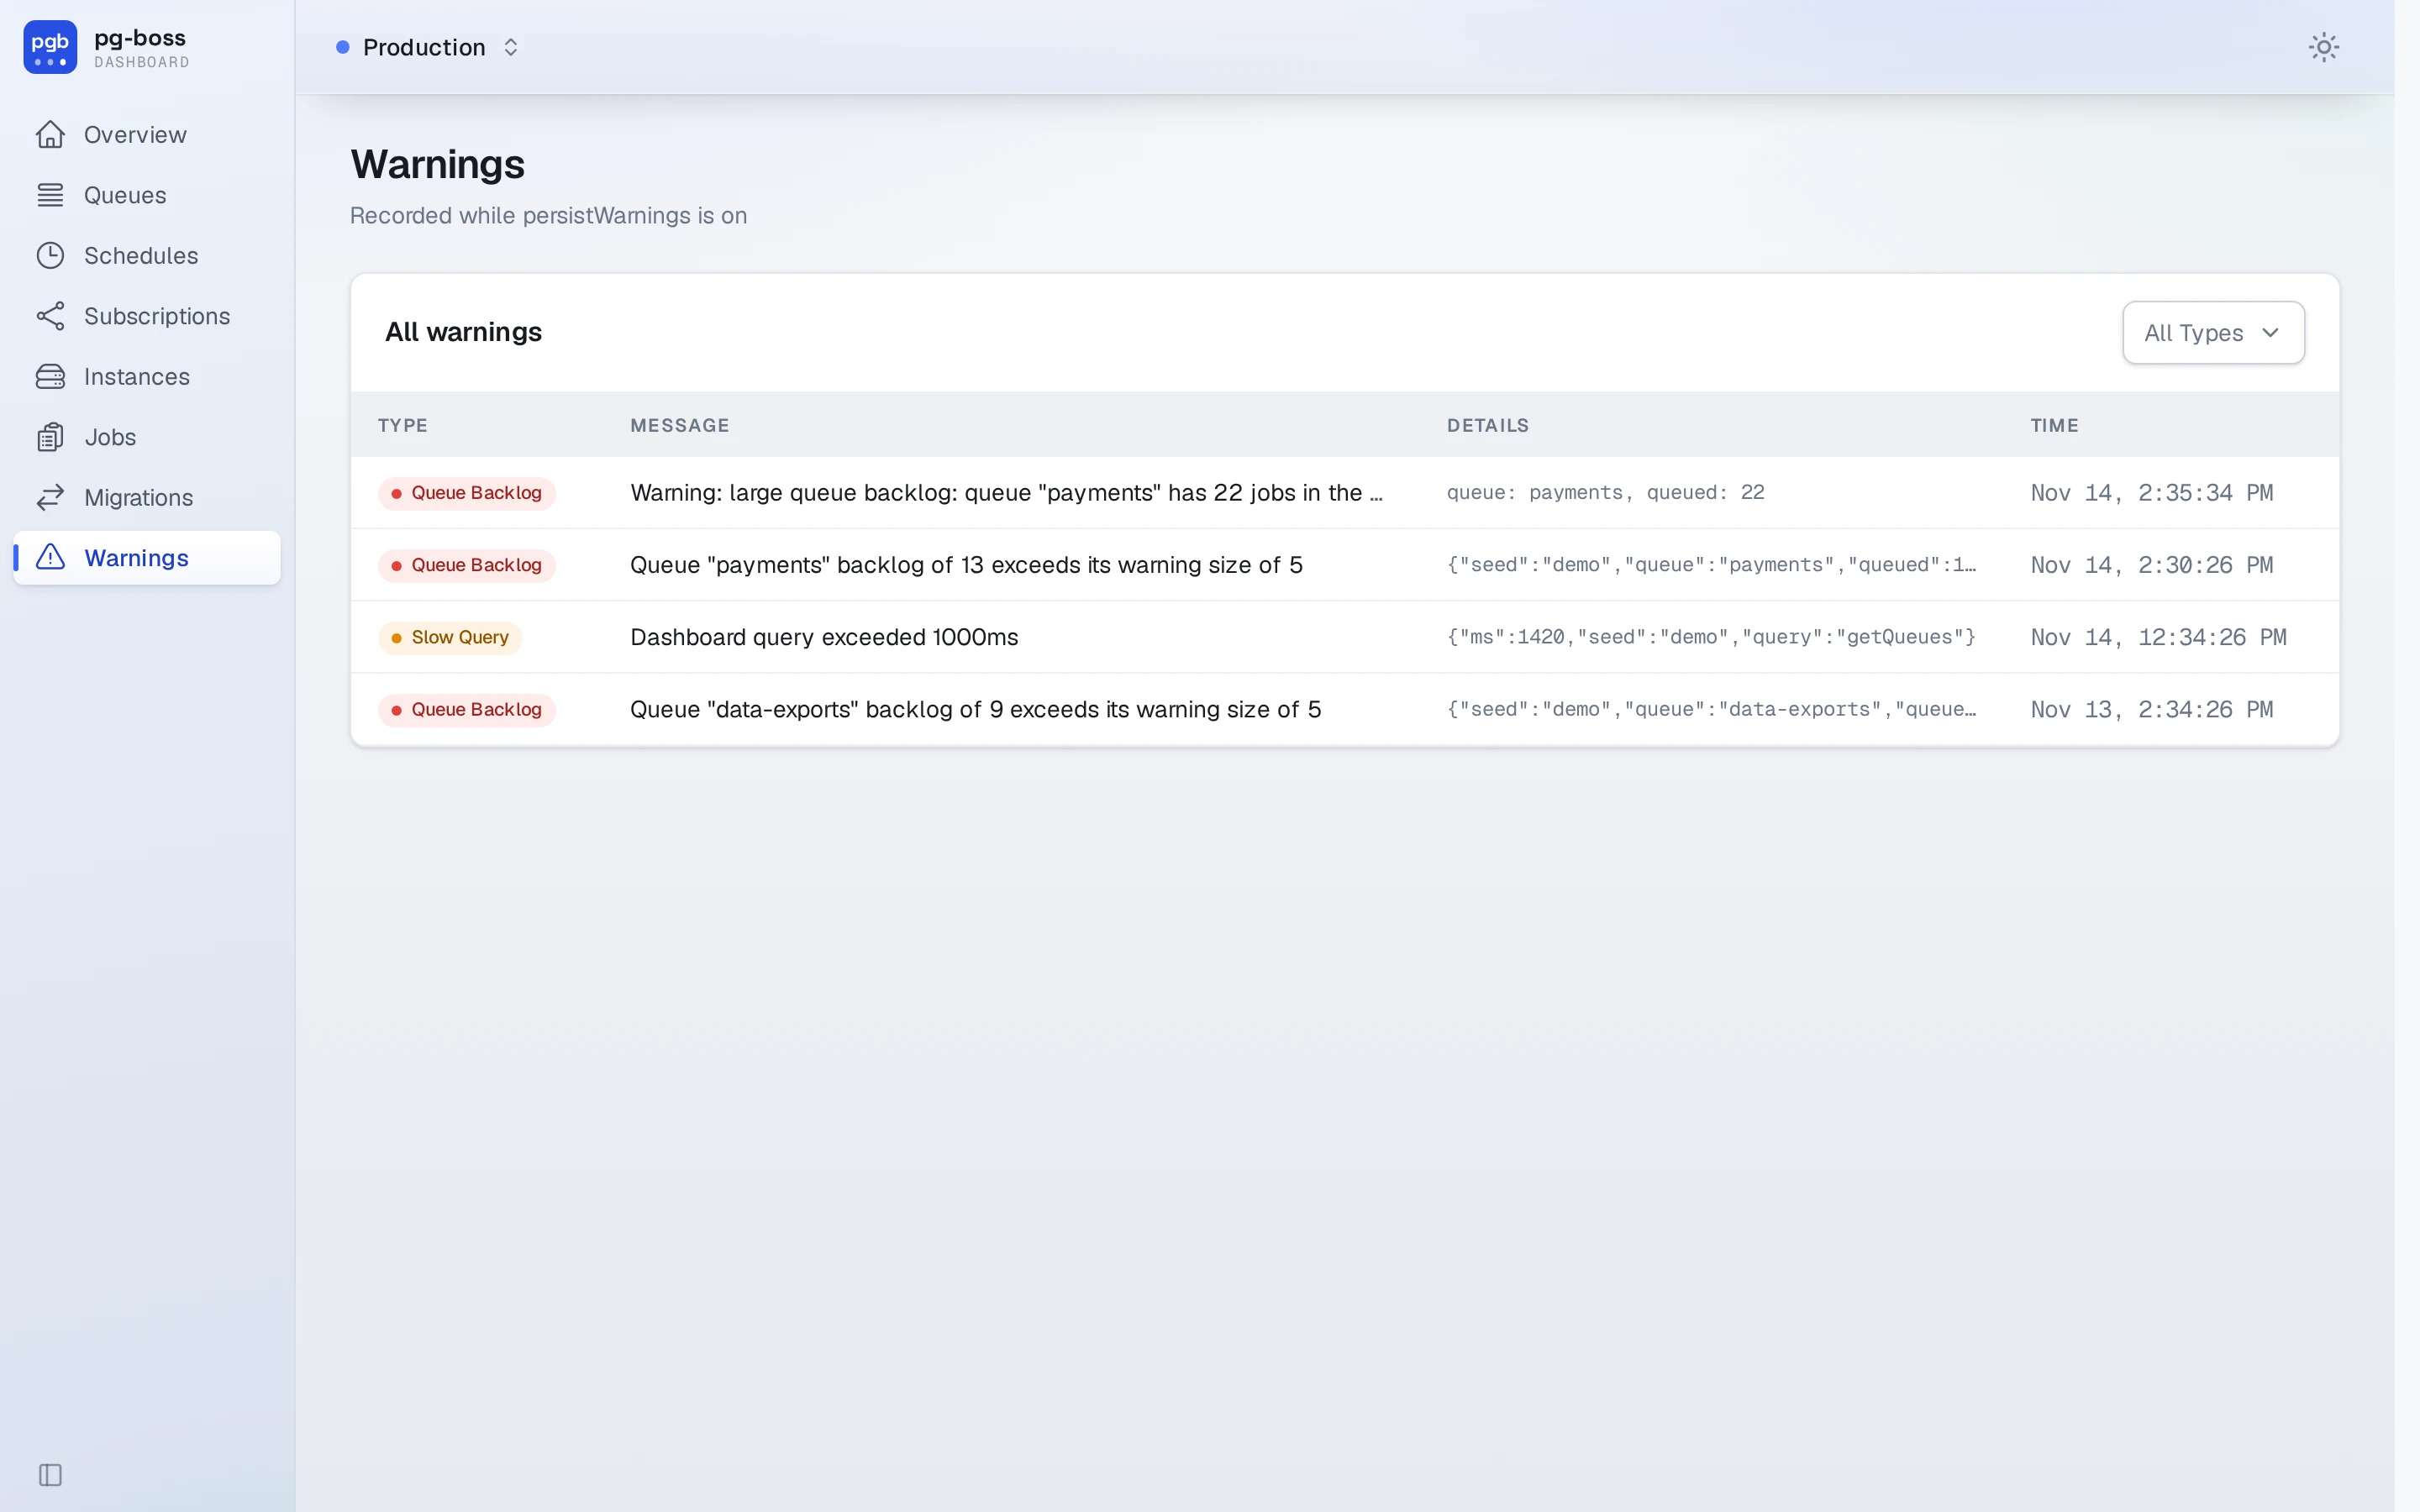 pgb
pg-boss
DASHBOARD
Production
Overview
Queues
Schedules
Subscriptions
Instances
Jobs
Migrations
Warnings
Warnings
Recorded while persistWarnings is on
All warnings
All Types
TYPE MESSAGE DETAILS TIME
Queue Backlog Warning: large queue backlog: queue "payments" has 22 jobs in the … queue: payments, queued: 22 Nov 14, 2:35:34 PM
Queue Backlog Queue "payments" backlog of 13 exceeds its warning size of 5 {"seed":"demo","queue":"payments","queued":1… Nov 14, 2:30:26 PM
Slow Query Dashboard query exceeded 1000ms {"ms":1420,"seed":"demo","query":"getQueues"} Nov 14, 12:34:26 PM
Queue Backlog Queue "data-exports" backlog of 9 exceeds its warning size of 5 {"seed":"demo","queue":"data-exports","queue… Nov 13, 2:34:26 PM